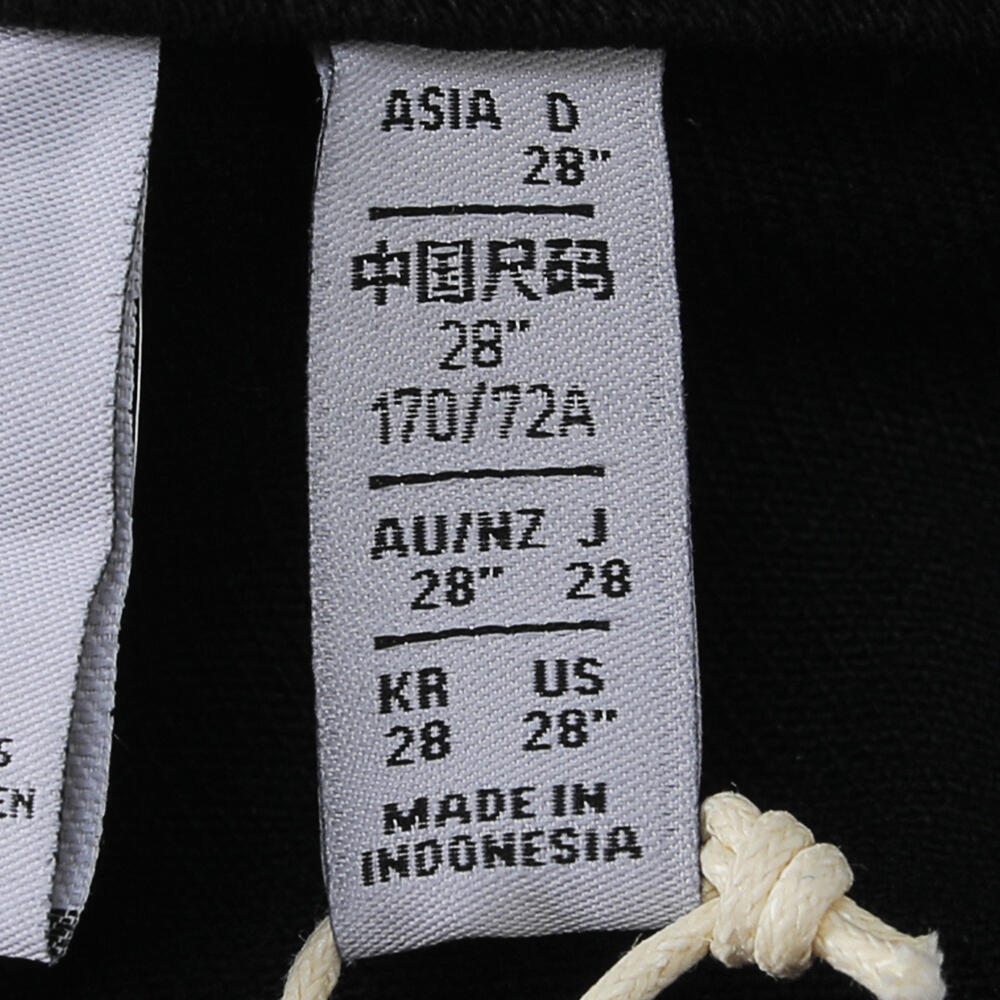 ASIA D
28"
中国尺码
28"
170/72A
AU/NZ J
28" 28
KR US
28 28"
MADE IN
INDONESIA
EN